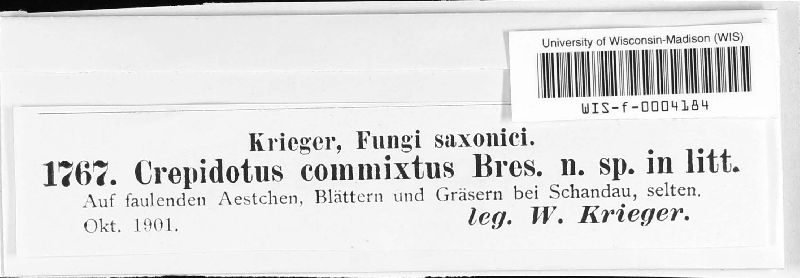 University of Wisconsin-Madison (WIS)
WIS-f-0004184
Krieger, Fungi saxonici.
1767. Crepidotus commixtus Bres. n. sp. in litt.
Auf faulenden Aestchen, Blättern und Gräsern bei Schandau, selten.
Okt. 1901.
leg. W. Krieger.